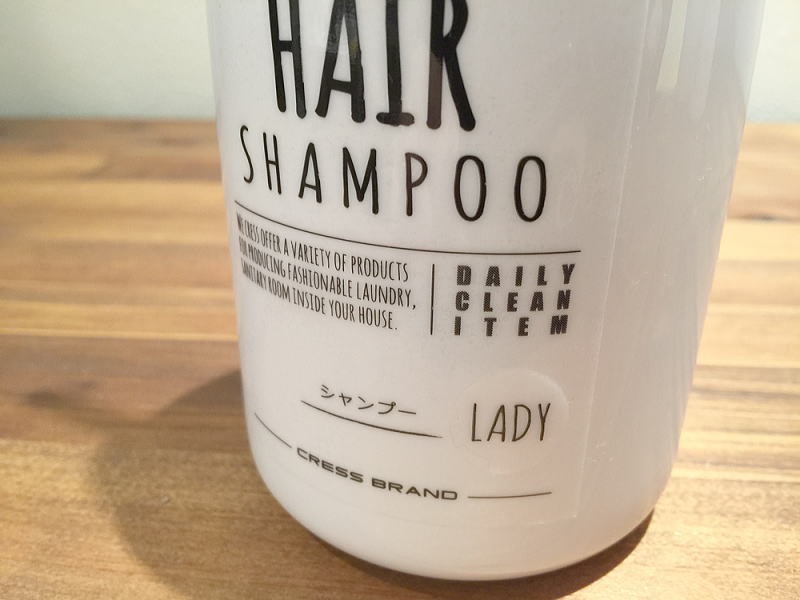 HAIR
SHAMPOO
WE CRESS OFFER A VARIETY OF PRODUCTS
FOR PRODUCING FASHIONABLE LAUNDRY,
SANITARY ROOM INSIDE YOUR HOUSE.
DAILY
CLEAN
ITEM
シャンプー
LADY
CRESS BRAND